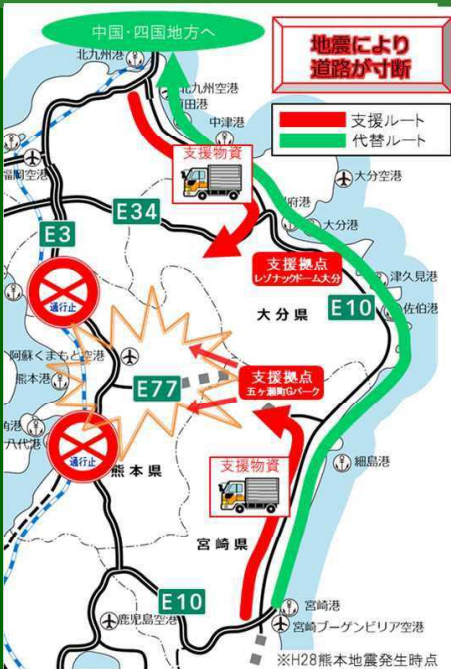 中国・四国地方へ
地震により
道路が寸断
支援ルート
代替ルート
北九州港
北九州空港
田港
中津港
支援物資
福岡空港
大分空港
府港
大分港
E3
E34
支援拠点
レゾナックドーム大分
津久見港
佐伯港
E10
大分県
通行止
阿蘇くまもと空港
熊本港
E77
支援拠点
五ヶ瀬町Gパーク
角港
八代港
通行止
熊本県
支援物資
細島港
宮崎県
E10
鹿児島空港
宮崎港
宮崎ブーゲンビリア空港
※H28熊本地震発生時点